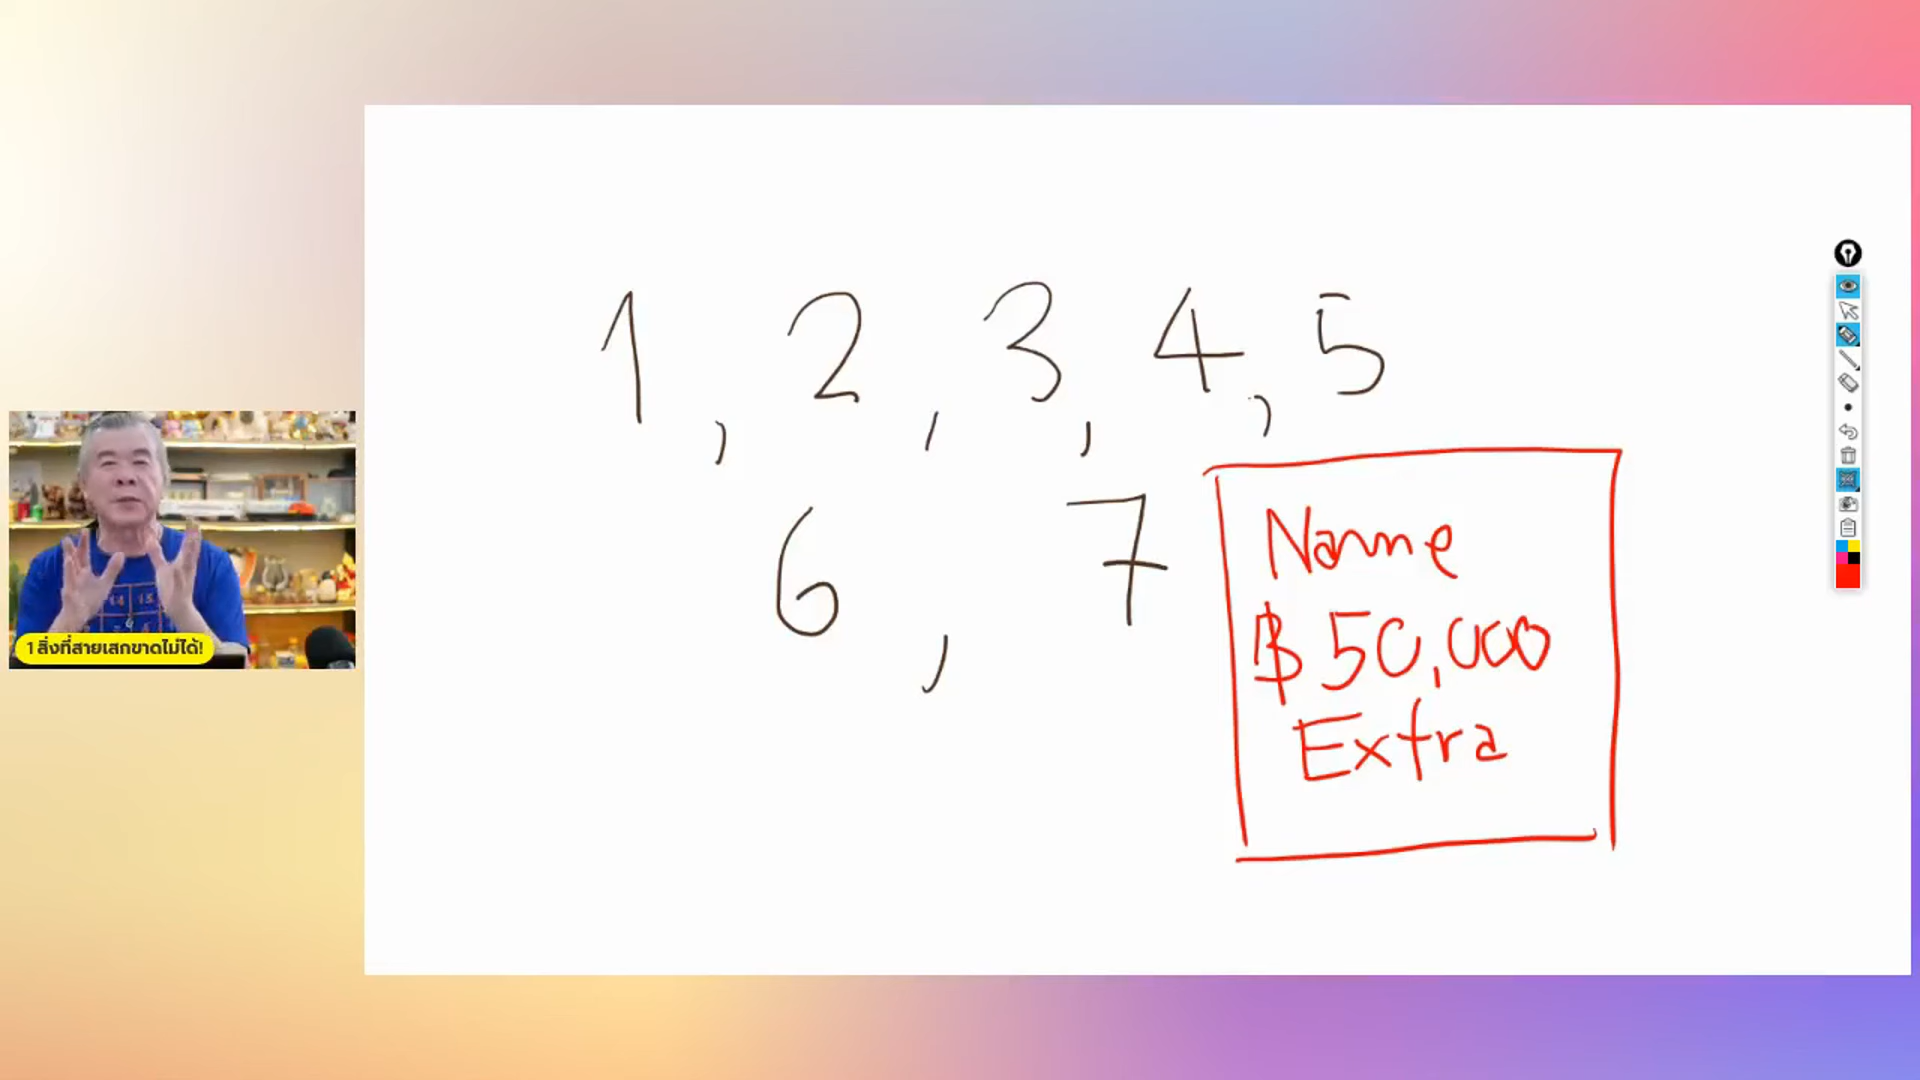 1, 2, 3, 4, 5
6, 7
Name
$50,000
Extra
1 สิ่งที่สายเสกขาดไม่ได้!